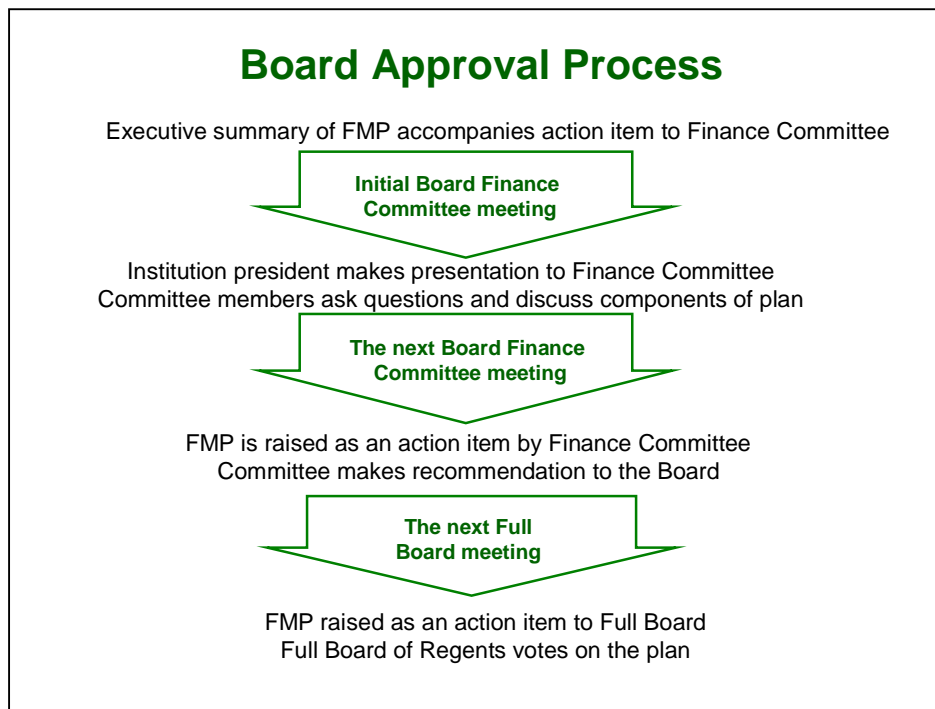 Board Approval Process
Executive summary of FMP accompanies action item to Finance Committee
Initial Board Finance
Committee meeting
Institution president makes presentation to Finance Committee
Committee members ask questions and discuss components of plan
The next Board Finance
Committee meeting
FMP is raised as an action item by Finance Committee
Committee makes recommendation to the Board
The next Full
Board meeting
FMP raised as an action item to Full Board
Full Board of Regents votes on the plan